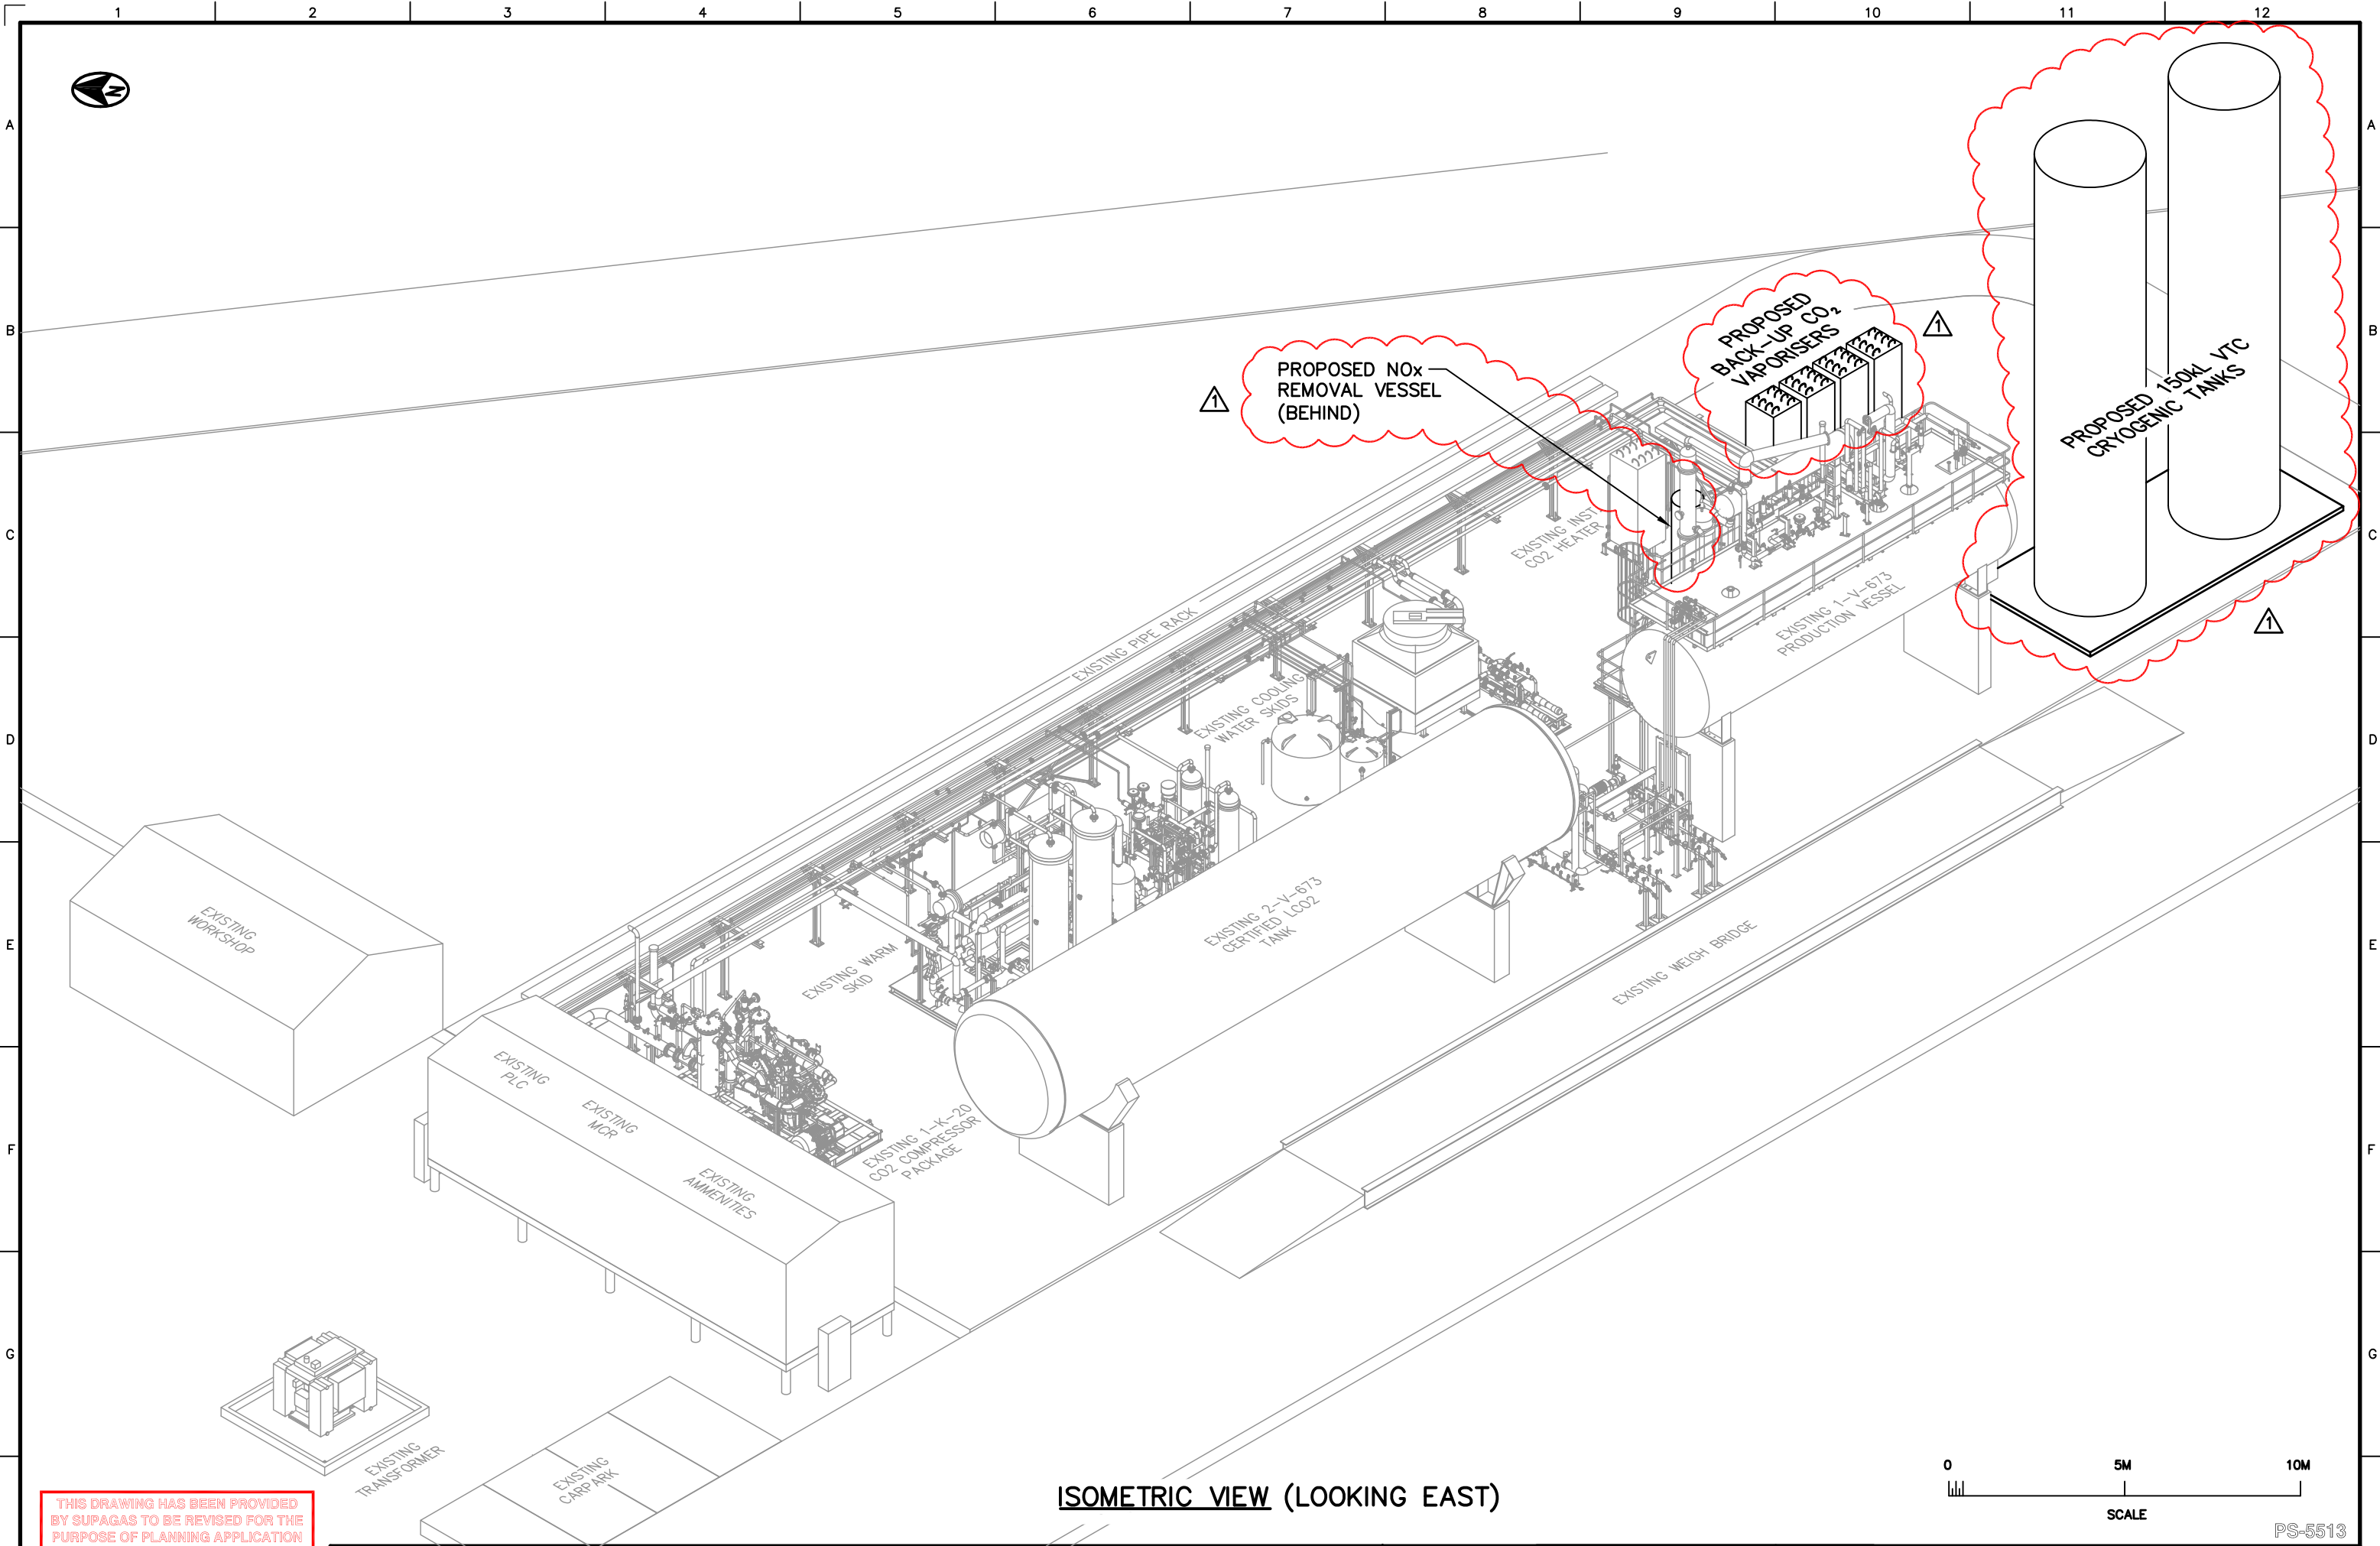 1 2 3 4 5 6 7 8 9 10 11 12
N
A A
PROPOSED
BACK-UP CO₂
VAPORISERS
1
B B
PROPOSED NOx
REMOVAL VESSEL
(BEHIND)
1
PROPOSED 150kL VTC
CRYOGENIC TANKS
1
C C
EXISTING INST
CO2 HEATER
EXISTING 1-V-673
PRODUCTION VESSEL
EXISTING PIPE RACK
EXISTING COOLING
WATER SKIDS
D D
EXISTING
WORKSHOP
EXISTING WARM
SKID
EXISTING 2-V-673
CERTIFIED LCO2
TANK
EXISTING WEIGH BRIDGE
E E
EXISTING
PLC
EXISTING
MCR
EXISTING
AMMENITIES
EXISTING 1-K-20
CO2 COMPRESSOR
PACKAGE
F F
G G
EXISTING
TRANSFORMER
EXISTING
CARPARK
THIS DRAWING HAS BEEN PROVIDED
BY SUPAGAS TO BE REVISED FOR THE
PURPOSE OF PLANNING APPLICATION
ISOMETRIC VIEW (LOOKING EAST)
0 5M 10M
SCALE
PS-5513